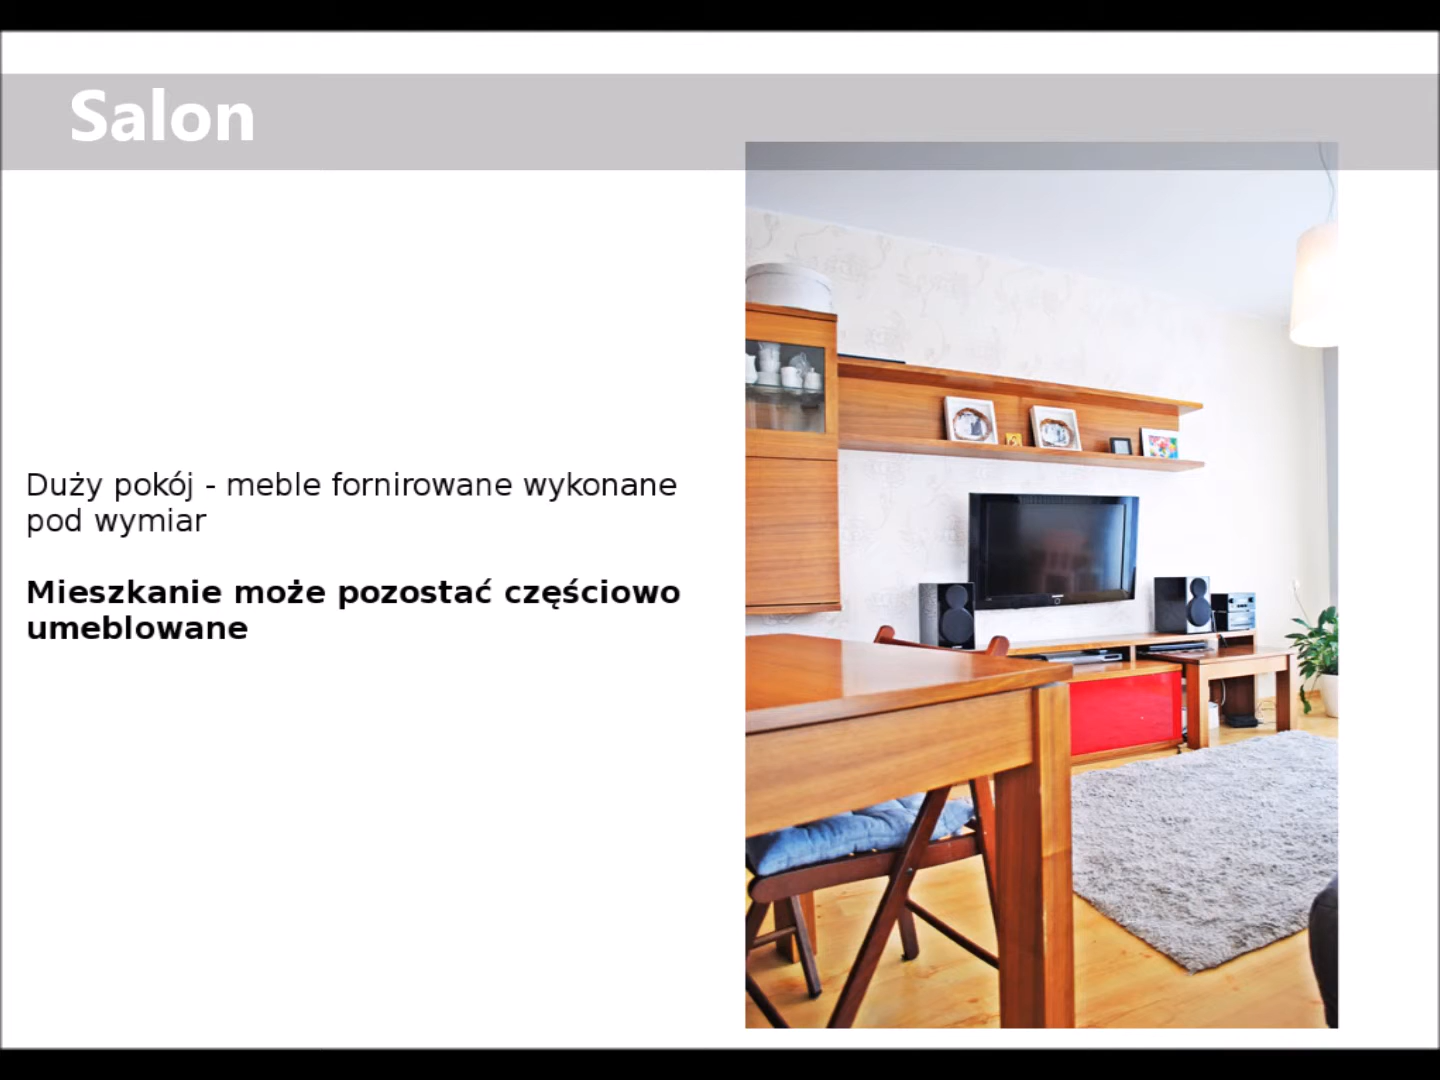 Salon
Duży pokój - meble fornirowane wykonane
pod wymiar
Mieszkanie może pozostać częściowo
umeblowane